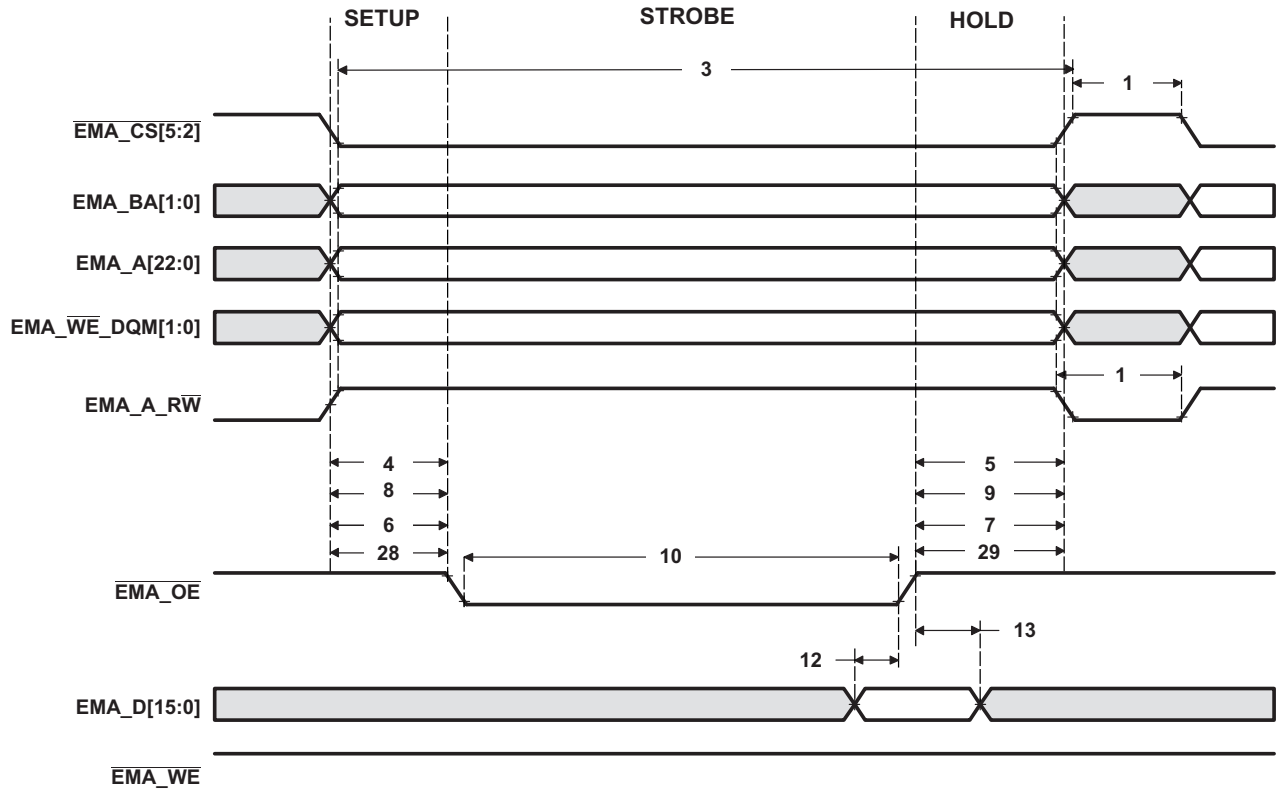 SETUP STROBE HOLD
3
1
EMA_CS[5:2]
EMA_BA[1:0]
EMA_A[22:0]
EMA_WE_DQM[1:0]
1
EMA_A_RW
4 5
8 9
6 7
28 29
10
EMA_OE
13
12
EMA_D[15:0]
EMA_WE